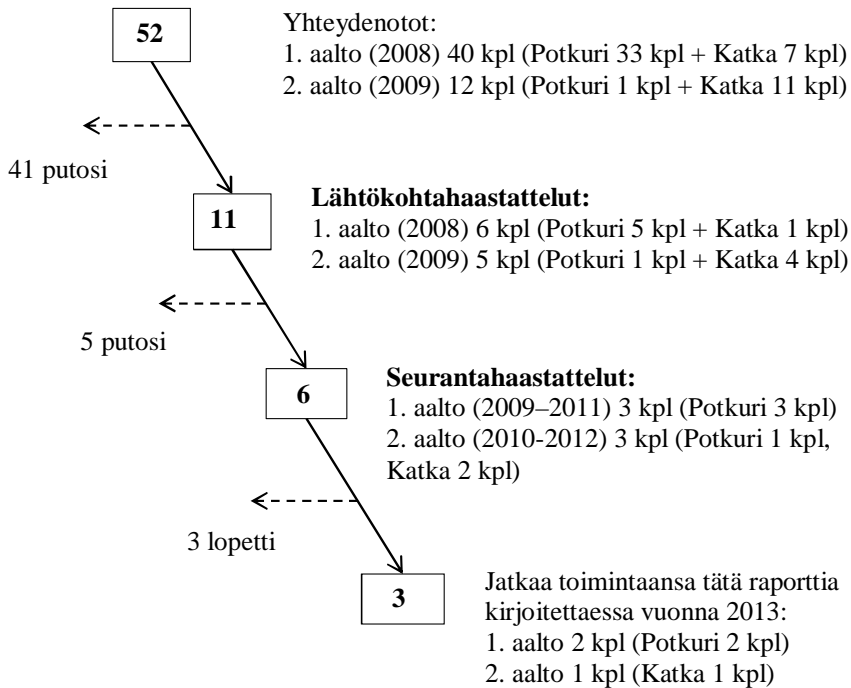 52
Yhteydenotot:
1. aalto (2008) 40 kpl (Potkuri 33 kpl + Katka 7 kpl)
2. aalto (2009) 12 kpl (Potkuri 1 kpl + Katka 11 kpl)
41 putosi
11
Lähtökohtahaastattelut:
1. aalto (2008) 6 kpl (Potkuri 5 kpl + Katka 1 kpl)
2. aalto (2009) 5 kpl (Potkuri 1 kpl + Katka 4 kpl)
5 putosi
6
Seurantahaastattelut:
1. aalto (2009–2011) 3 kpl (Potkuri 3 kpl)
2. aalto (2010-2012) 3 kpl (Potkuri 1 kpl,
Katka 2 kpl)
3 lopetti
3
Jatkaa toimintaansa tätä raporttia
kirjoitettaessa vuonna 2013:
1. aalto 2 kpl (Potkuri 2 kpl)
2. aalto 1 kpl (Katka 1 kpl)